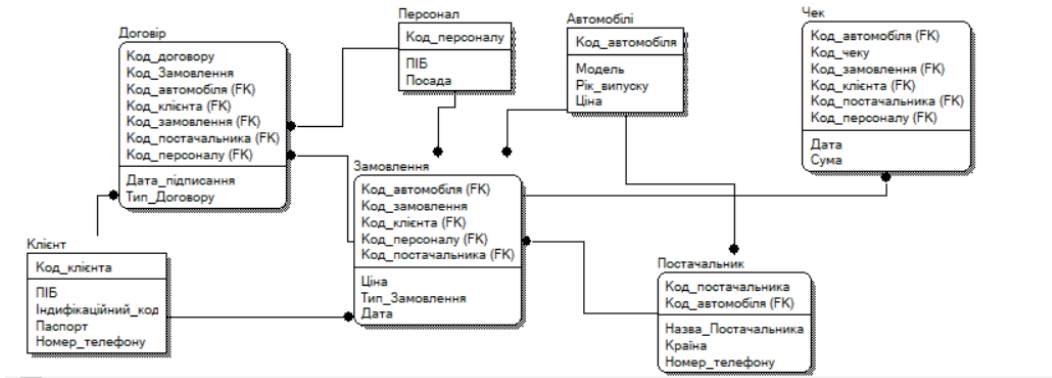 Договір
Код_договору
Код_Замовлення
Код_автомобіля (FK)
Код_клієнта (FK)
Код_замовлення (FK)
Код_постачальника (FK)
Код_персоналу (FK)
Дата_підписання
Тип_Договору
Персонал
Код_персоналу
ПІБ
Посада
Автомобілі
Код_автомобіля
Модель
Рік_випуску
Ціна
Чек
Код_автомобіля (FK)
Код_чеку
Код_замовлення (FK)
Код_клієнта (FK)
Код_постачальника (FK)
Код_персоналу (FK)
Дата
Сума
Замовлення
Код_автомобіля (FK)
Код_замовлення
Код_клієнта (FK)
Код_персоналу (FK)
Код_постачальника (FK)
Ціна
Тип_Замовлення
Дата
Клієнт
Код_клієнта
ПІБ
Індифікаційний_код
Паспорт
Номер_телефону
Постачальник
Код_постачальника
Код_автомобіля (FK)
Назва_Постачальника
Країна
Номер_телефону